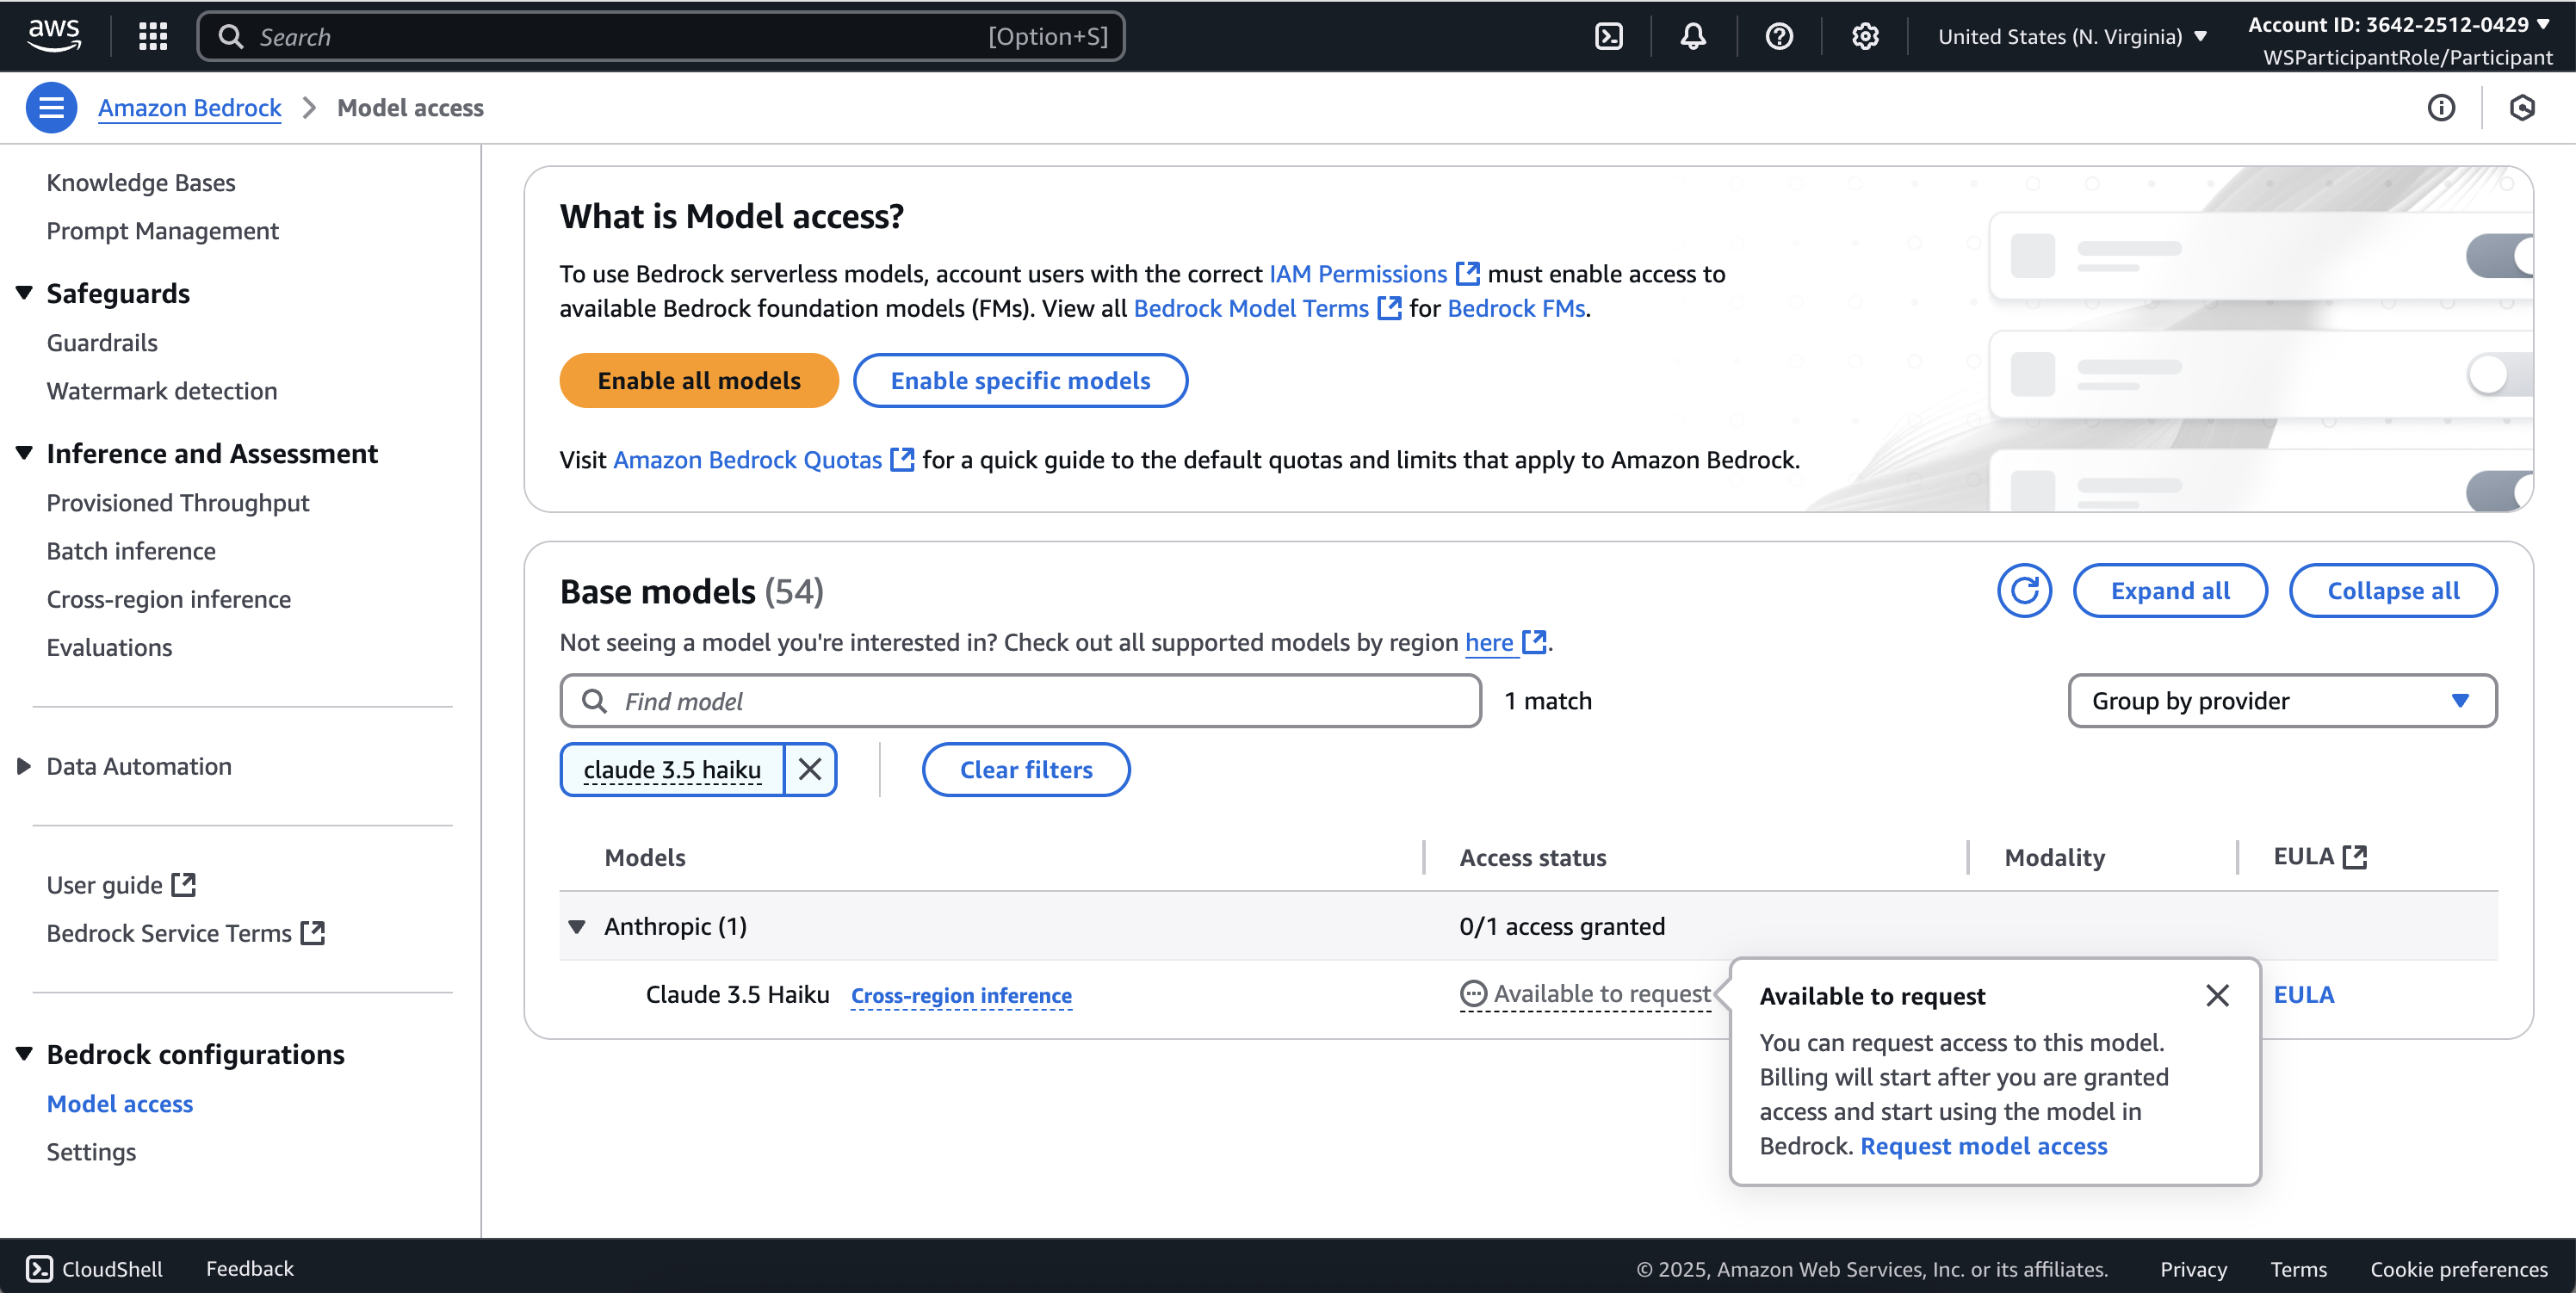 aws
Search [Option+S]
United States (N. Virginia)
Account ID: 3642-2512-0429
WSParticipantRole/Participant
Amazon Bedrock
Model access
Knowledge Bases
Prompt Management
Safeguards
Guardrails
Watermark detection
Inference and Assessment
Provisioned Throughput
Batch inference
Cross-region inference
Evaluations
Data Automation
User guide
Bedrock Service Terms
Bedrock configurations
Model access
Settings
What is Model access?
To use Bedrock serverless models, account users with the correct IAM Permissions must enable access to
available Bedrock foundation models (FMs). View all Bedrock Model Terms for Bedrock FMs.
Enable all models
Enable specific models
Visit Amazon Bedrock Quotas for a quick guide to the default quotas and limits that apply to Amazon Bedrock.
Base models (54)
Expand all
Collapse all
Not seeing a model you're interested in? Check out all supported models by region here.
Find model
1 match
Group by provider
claude 3.5 haiku
Clear filters
Models
Access status
Modality
EULA
Anthropic (1)
0/1 access granted
Claude 3.5 Haiku
Cross-region inference
Available to request
EULA
Available to request
You can request access to this model.
Billing will start after you are granted
access and start using the model in
Bedrock. Request model access
CloudShell
Feedback
© 2025, Amazon Web Services, Inc. or its affiliates.
Privacy
Terms
Cookie preferences